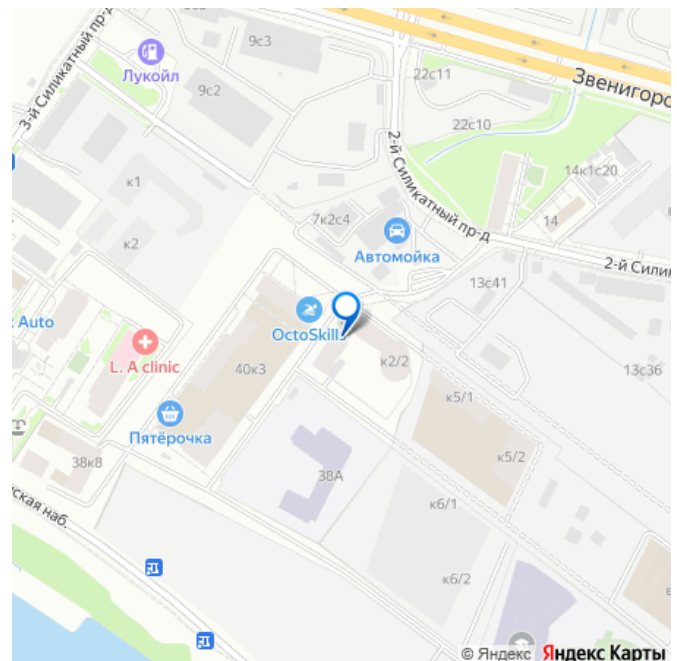 9с3
Лукойл
22с11
Звенигоро
9с2
3-й Силикатный пр-д
22с10
2-й Силикатный пр-д
14к1с20
к1
7к2с4
14
к2
Автомойка
2-й Сили
13с41
x Auto
OctoSkills
L. A clinic
40к3
к2/2
13с36
к5/1
Пятёрочка
38к8
38А
к5/2
ская наб.
к6/1
к6/2
© Яндекс Яндекс Карты